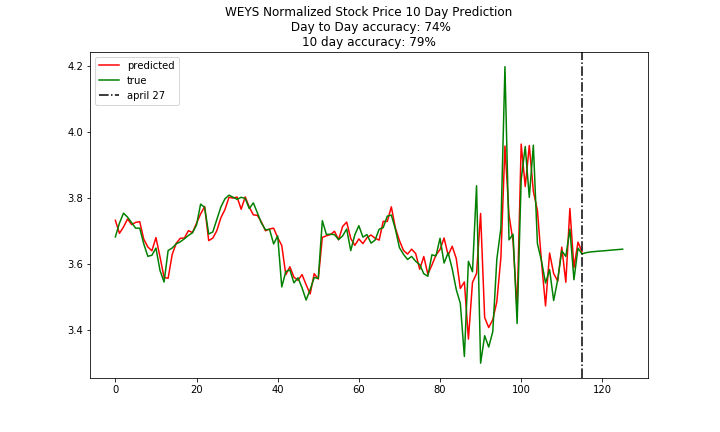 WEYS Normalized Stock Price 10 Day Prediction
Day to Day accuracy: 74%
10 day accuracy: 79%
predicted
true
april 27
4.2
4.0
3.8
3.6
3.4
0 20 40 60 80 100 120